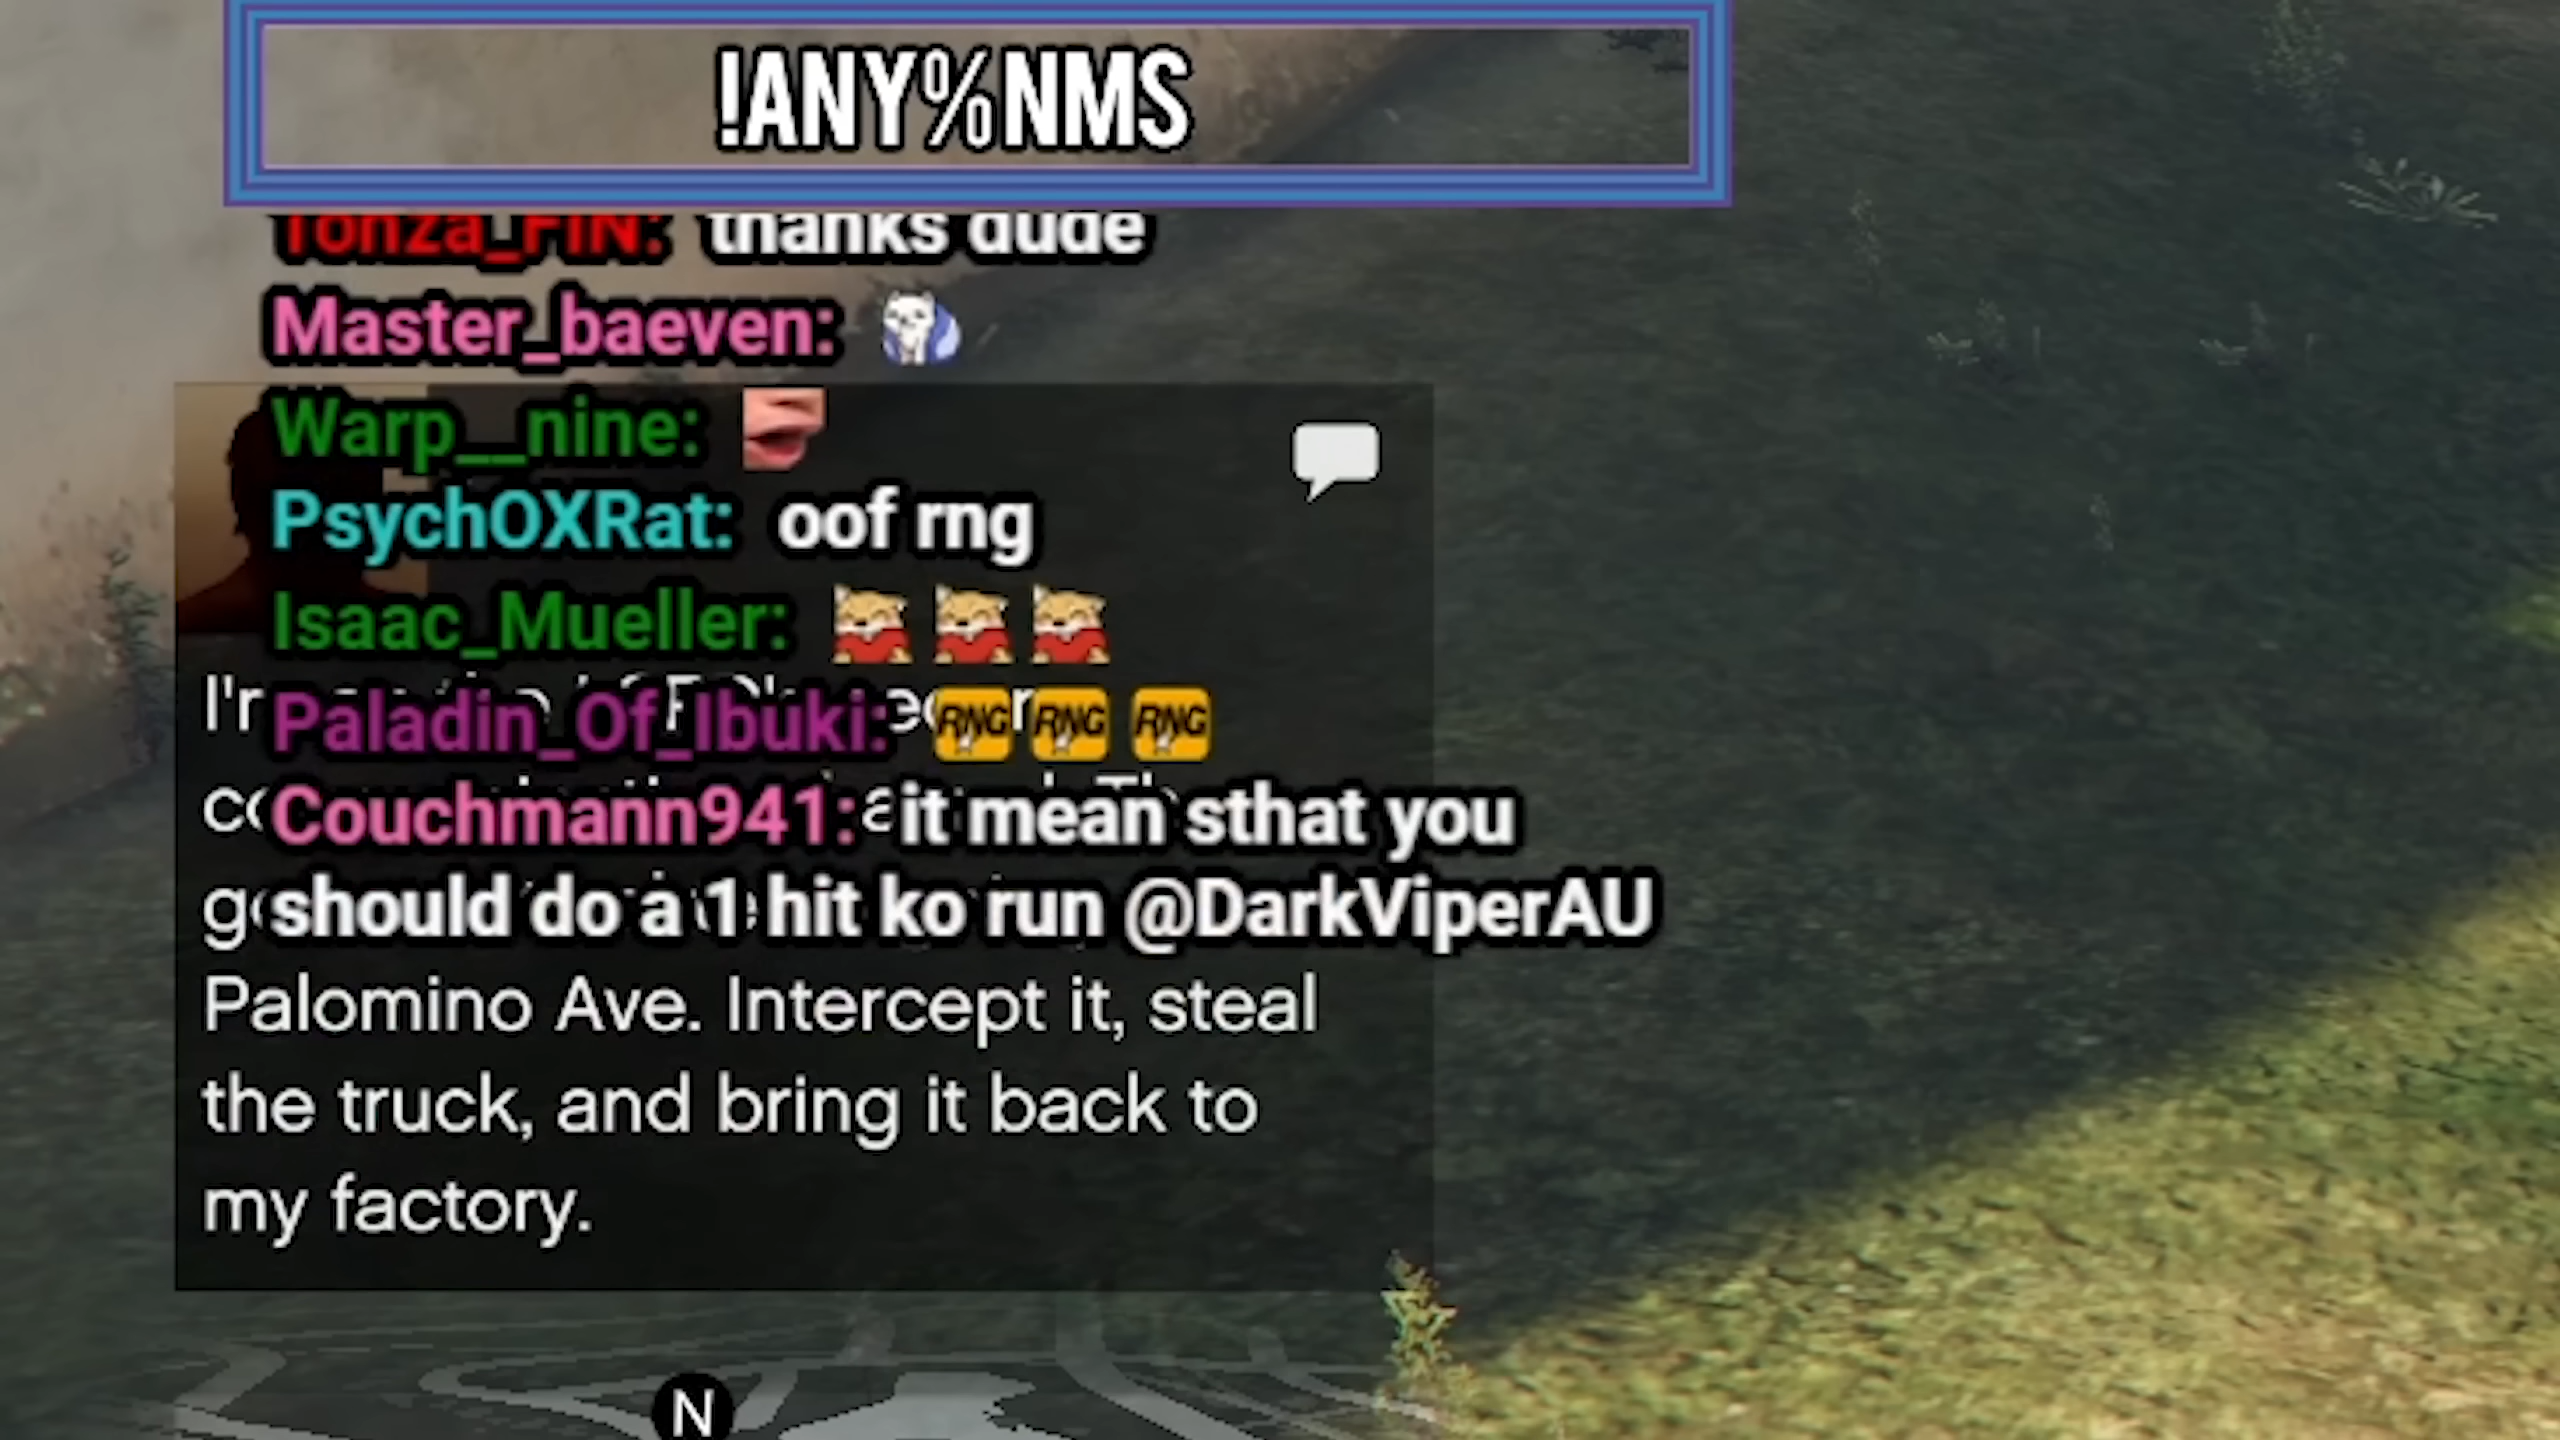 !ANY%NMS
Tonza_FIN: thanks dude
Master_baeven:
Warp__nine:
PsychOXRat: oof rng
Isaac_Mueller:
Paladin_Of_Ibuki: RNG RNG RNG
Couchmann941: it mean sthat you
should do a 1 hit ko run @DarkViperAU
Palomino Ave. Intercept it, steal
the truck, and bring it back to
my factory.
N